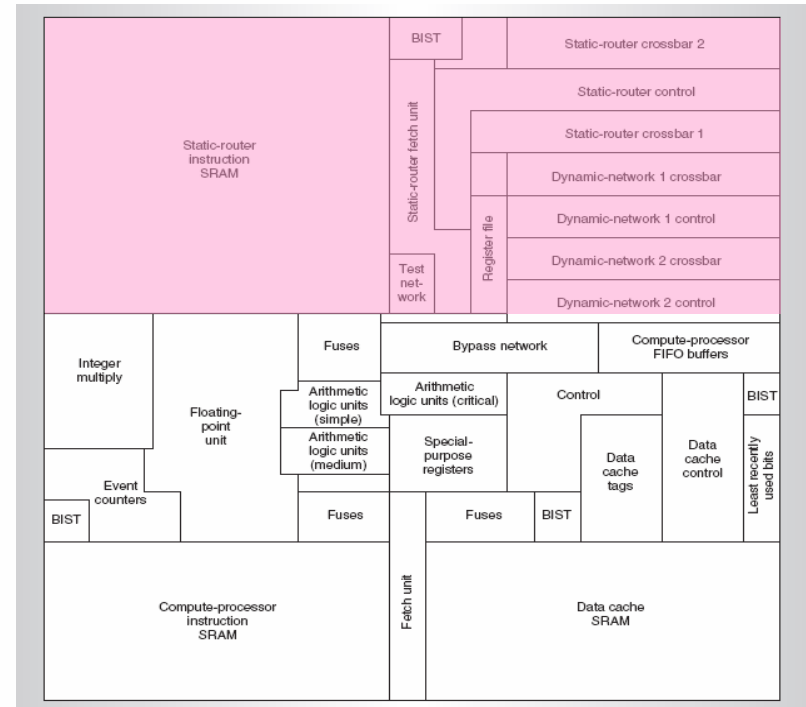 BIST
Static-router crossbar 2
Static-router control
Static-router crossbar 1
Static-router
instruction
SRAM
Static-router fetch unit
Dynamic-network 1 crossbar
Dynamic-network 1 control
Register file
Dynamic-network 2 crossbar
Test
net-
work
Dynamic-network 2 control
Integer
multiply
Floating-
point
unit
Fuses
Bypass network
Compute-processor
FIFO buffers
Arithmetic
logic units
(simple)
Arithmetic
logic units (critical)
Control
BIST
Arithmetic
logic units
(medium)
Special-
purpose
registers
Data
cache
tags
Data
cache
control
Least recently
used bits
Event
counters
BIST
Fuses
Fuses
BIST
Compute-processor
instruction
SRAM
Fetch unit
Data cache
SRAM